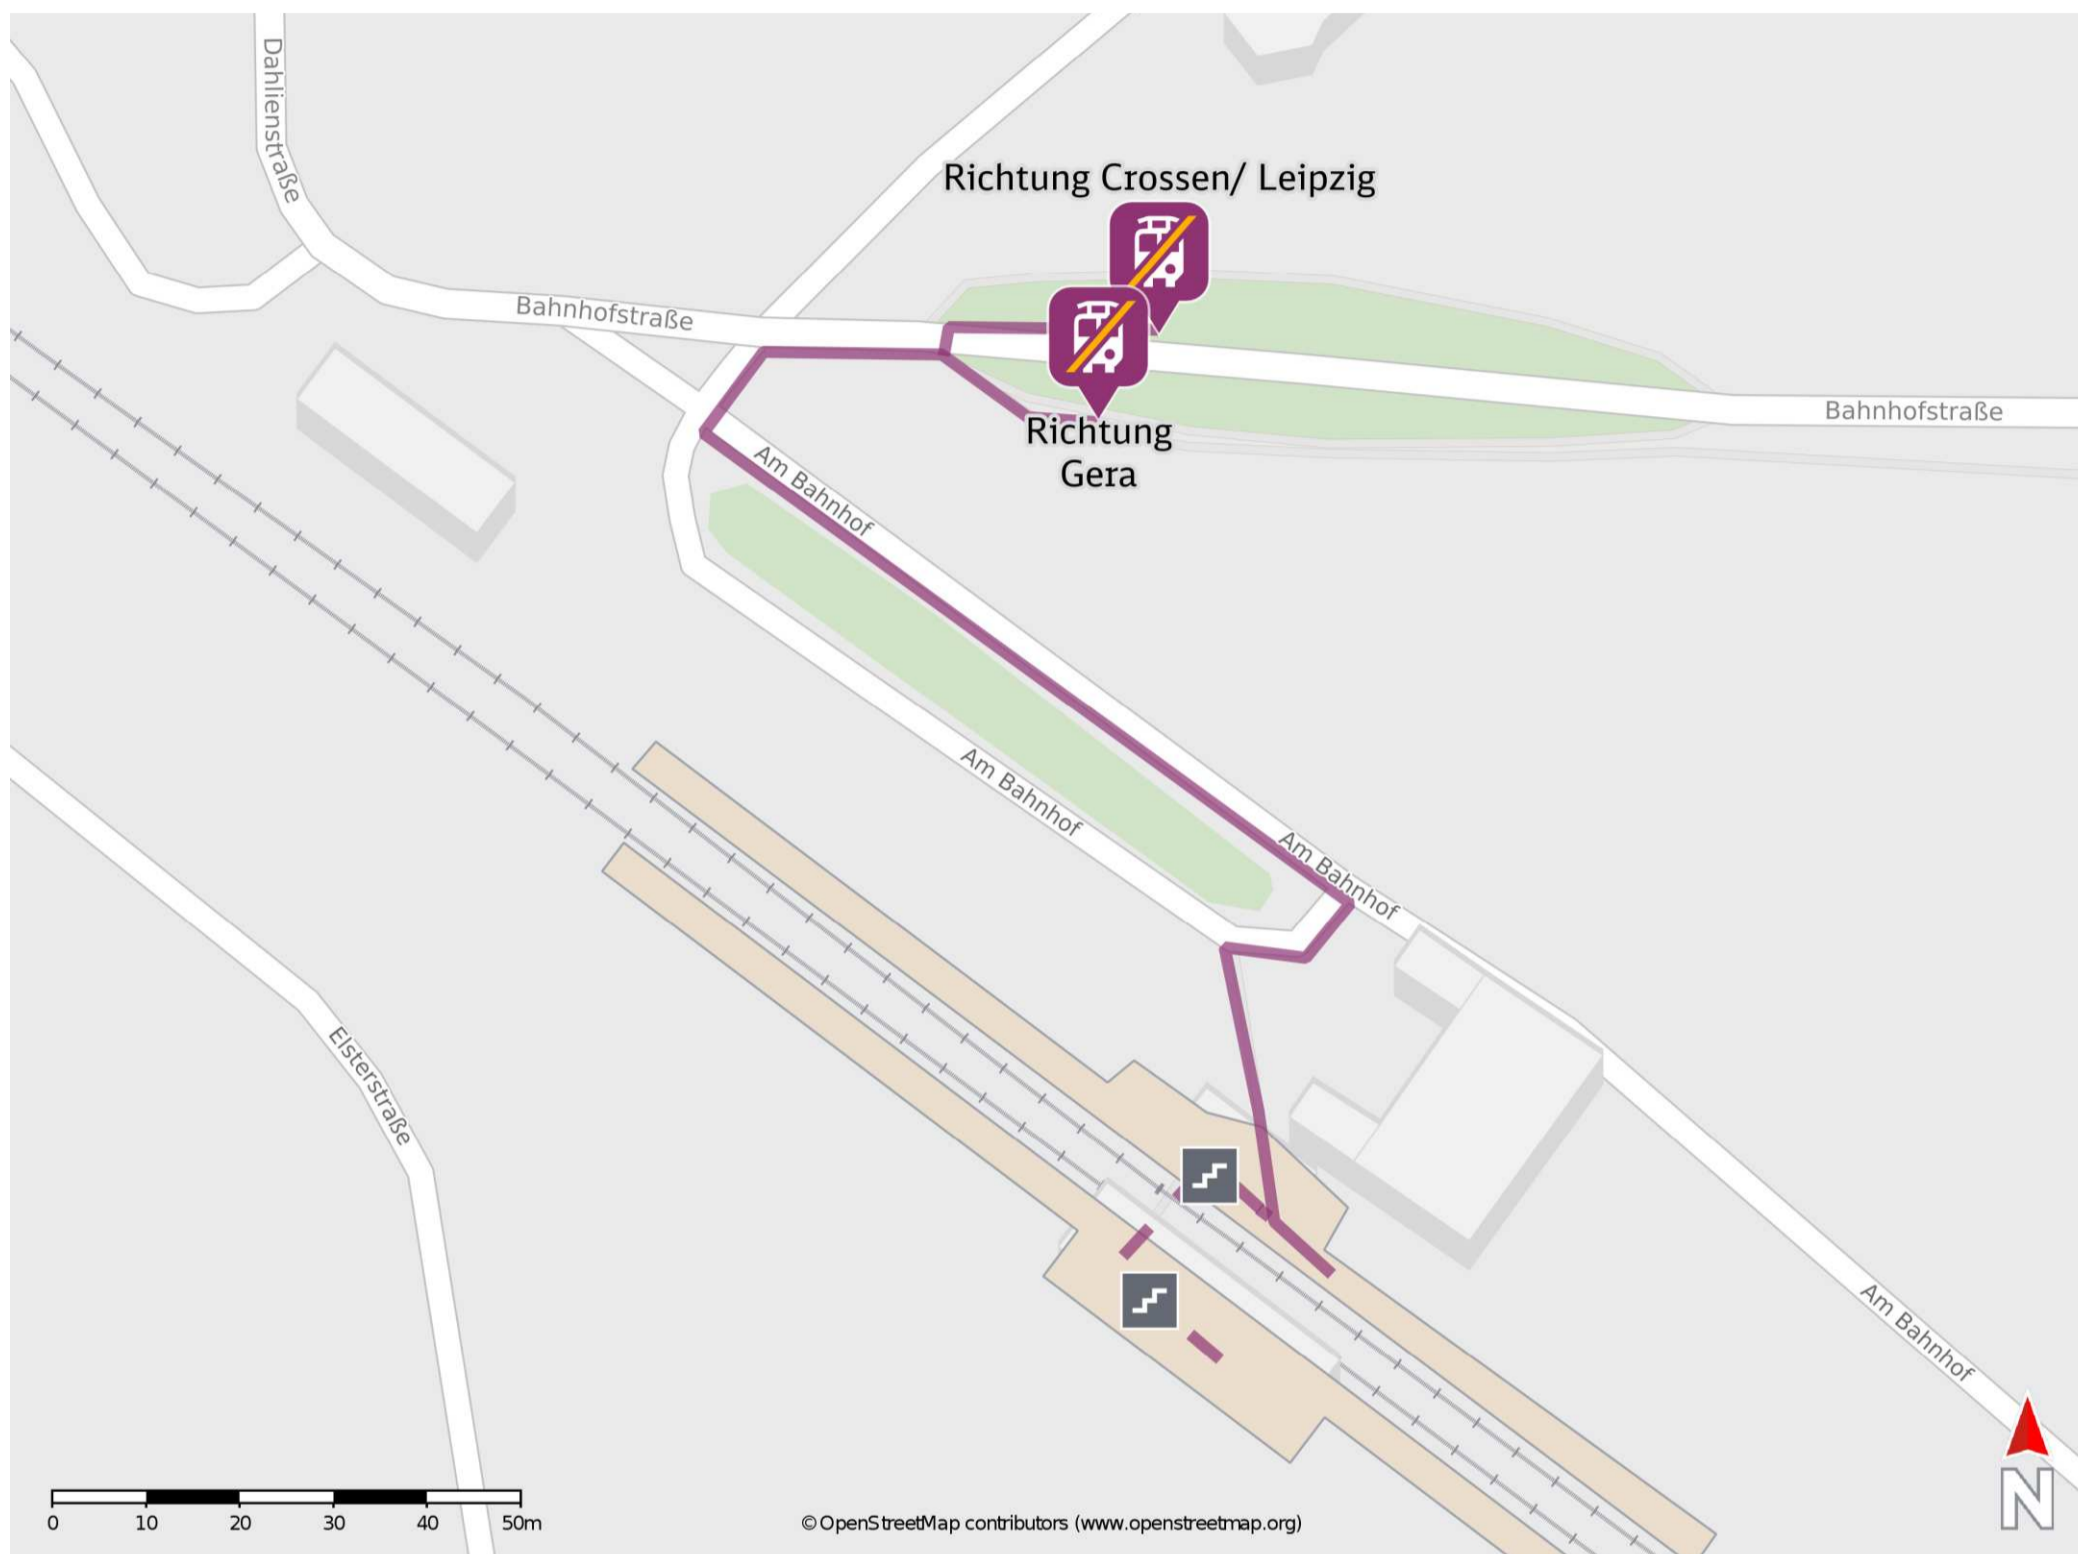 Dahlienstraße
Richtung Crossen/ Leipzig
Bahnhofstraße
Bahnhofstraße
Richtung
Gera
Am Bahnhof
Am Bahnhof
Am Bahnhof
Elsterstraße
Am Bahnhof
N
0 10 20 30 40 50m
© OpenStreetMap contributors (www.openstreetmap.org)